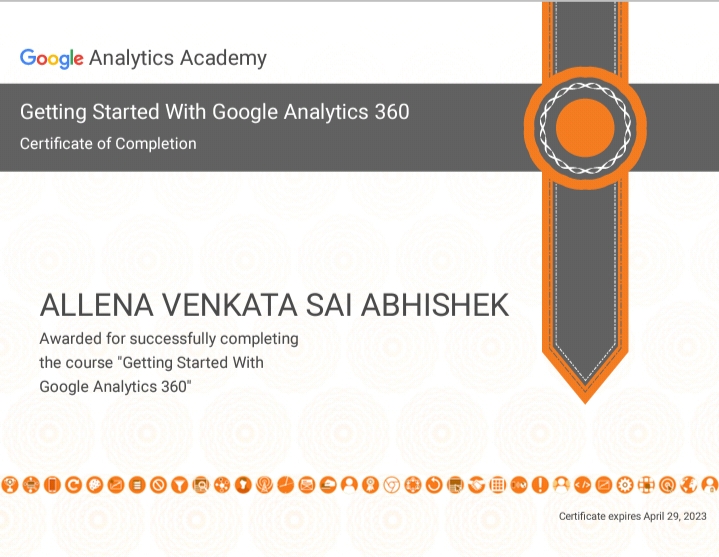 Google Analytics Academy
Getting Started With Google Analytics 360
Certificate of Completion
ALLENA VENKATA SAI ABHISHEK
Awarded for successfully completing
the course "Getting Started With
Google Analytics 360"
Certificate expires April 29, 2023